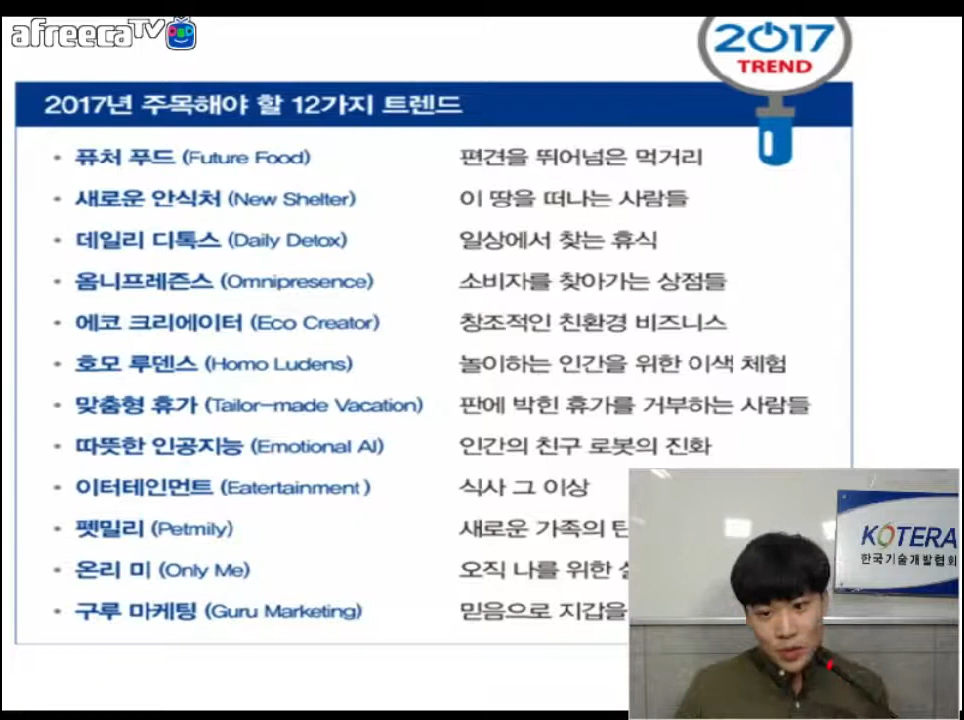 afreecaTV
2017
TREND
2017년 주목해야 할 12가지 트렌드
• 퓨처 푸드 (Future Food) 편견을 뛰어넘은 먹거리
• 새로운 안식처 (New Shelter) 이 땅을 떠나는 사람들
• 데일리 디톡스 (Daily Detox) 일상에서 찾는 휴식
• 옴니프레즌스 (Omnipresence) 소비자를 찾아가는 상점들
• 에코 크리에이터 (Eco Creator) 창조적인 친환경 비즈니스
• 호모 루덴스 (Homo Ludens) 놀이하는 인간을 위한 이색 체험
• 맞춤형 휴가 (Tailor-made Vacation) 판에 박힌 휴가를 거부하는 사람들
• 따뜻한 인공지능 (Emotional AI) 인간의 친구 로봇의 진화
• 이터테인먼트 (Eatertainment) 식사 그 이상
• 펫밀리 (Petmily) 새로운 가족의
• 온리 미 (Only Me) 오직 나를 위한
• 구루 마케팅 (Guru Marketing) 믿음으로 지갑을
KOTERA
한국기술개발협회